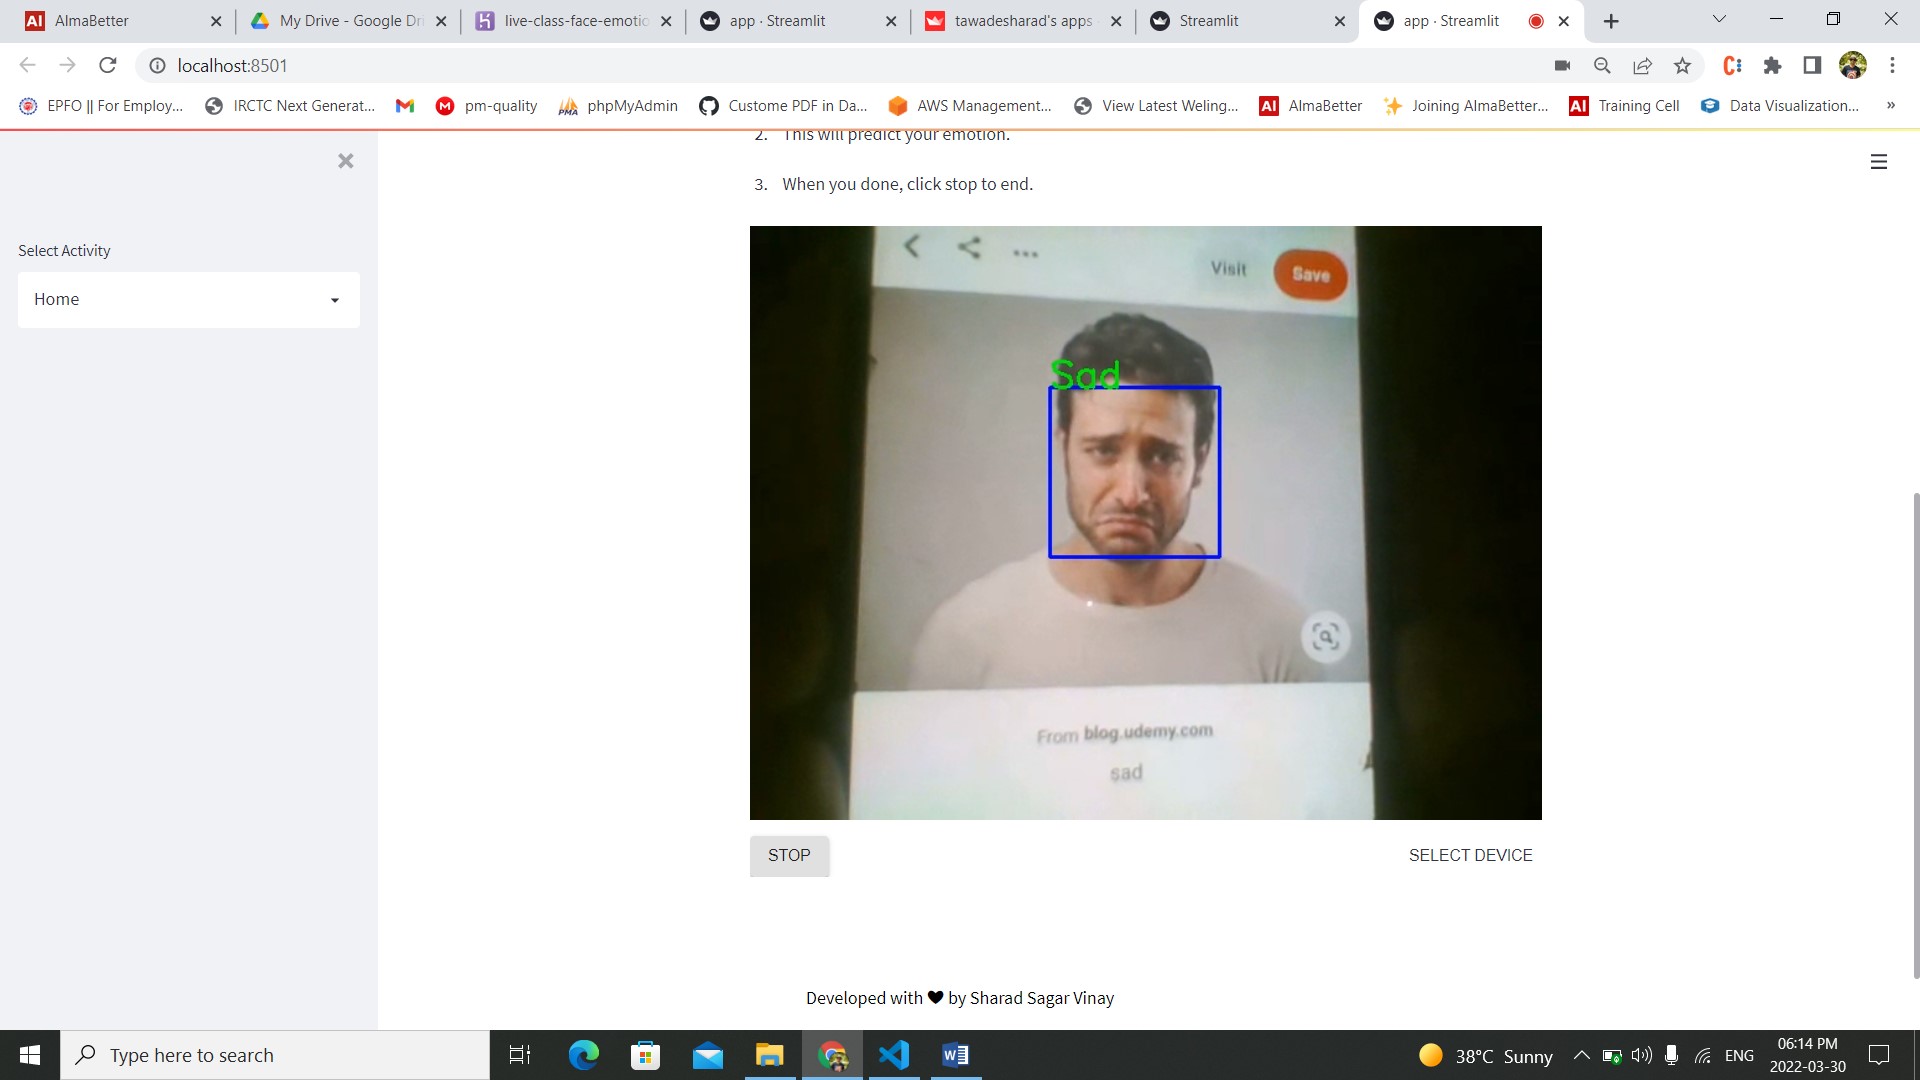 AlmaBetter
My Drive - Google Dri
live-class-face-emotio
app · Streamlit
tawadesharad's apps
Streamlit
app · Streamlit
localhost:8501
EPFO || For Employ...
IRCTC Next Generat...
pm-quality
phpMyAdmin
Custome PDF in Da...
AWS Management...
View Latest Weling...
AlmaBetter
Joining AlmaBetter...
Training Cell
Data Visualization...
»
2. This will predict your emotion.
3. When you done, click stop to end.
Select Activity
Home
Visit
Save
Sad
From blog.udemy.com
sad
STOP
SELECT DEVICE
Developed with ♥ by Sharad Sagar Vinay
Type here to search
38°C Sunny
ENG
06:14 PM
2022-03-30